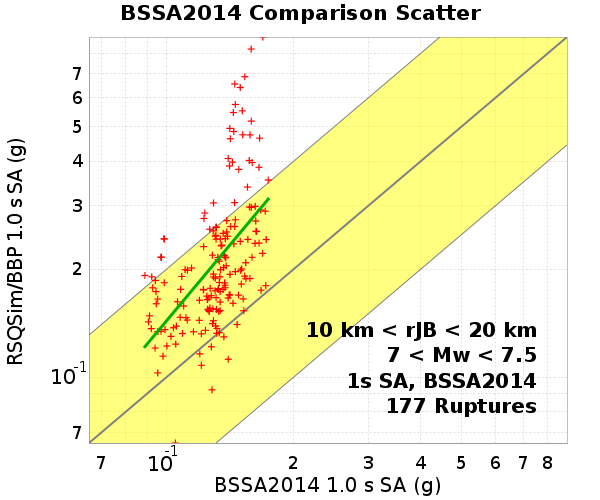 BSSA2014 Comparison Scatter
RSQSim/BBP 1.0 s SA (g)
7
6
5
4
3
2
10-1
7
10 km < rJB < 20 km
7 < Mw < 7.5
1s SA, BSSA2014
177 Ruptures
7 10-1 2 3 4 5 6 7 8
BSSA2014 1.0 s SA (g)